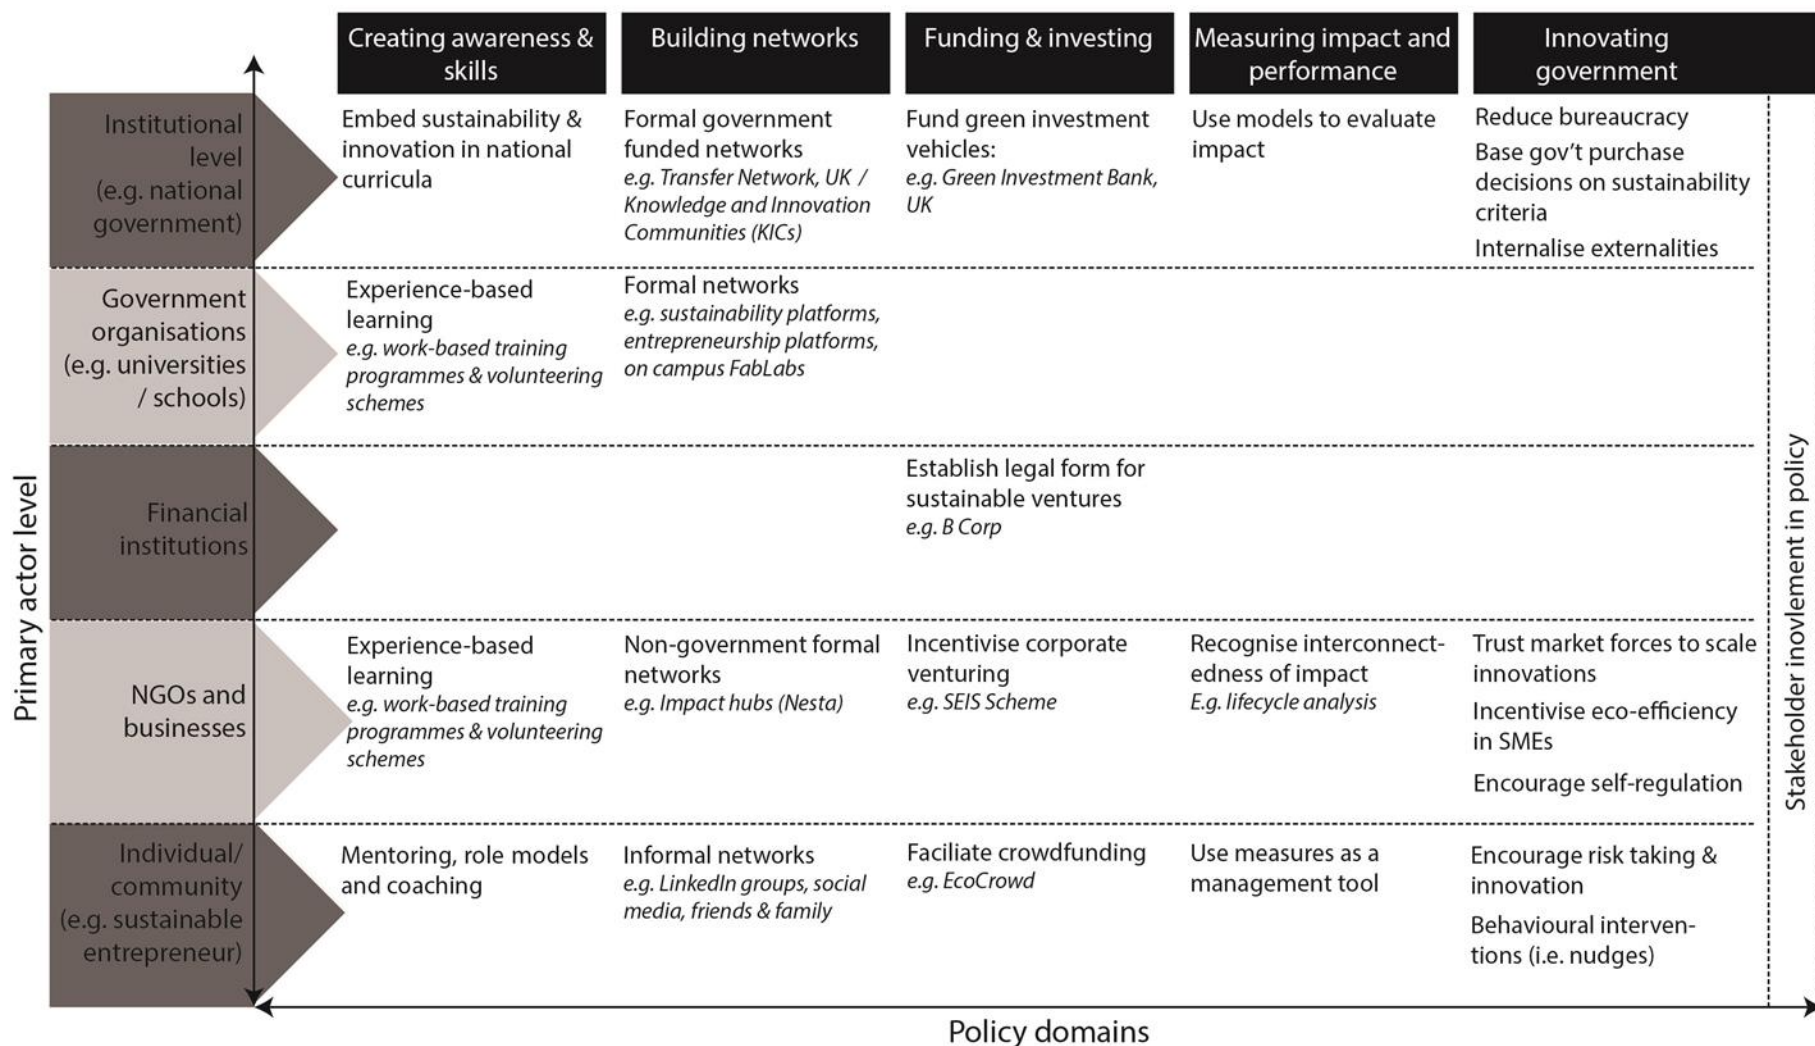 Creating awareness &
skills
Building networks
Funding & investing
Measuring impact and
performance
Innovating
government
Institutional
level
(e.g. national
government)
Embed sustainability &
innovation in national
curricula
Formal government
funded networks
e.g. Transfer Network, UK /
Knowledge and Innovation
Communities (KICs)
Fund green investment
vehicles:
e.g. Green Investment Bank,
UK
Use models to evaluate
impact
Reduce bureaucracy
Base gov't purchase
decisions on sustainability
criteria
Internalise externalities
Government
organisations
(e.g. universities
/ schools)
Experience-based
learning
e.g. work-based training
programmes & volunteering
schemes
Formal networks
e.g. sustainability platforms,
entrepreneurship platforms,
on campus FabLabs
Financial
institutions
Establish legal form for
sustainable ventures
e.g. B Corp
NGOs and
businesses
Experience-based
learning
e.g. work-based training
programmes & volunteering
schemes
Non-government formal
networks
e.g. Impact hubs (Nesta)
Incentivise corporate
venturing
e.g. SEIS Scheme
Recognise interconnect-
edness of impact
E.g. lifecycle analysis
Trust market forces to scale
innovations
Incentivise eco-efficiency
in SMEs
Encourage self-regulation
Individual/
community
(e.g. sustainable
entrepreneur)
Mentoring, role models
and coaching
Informal networks
e.g. LinkedIn groups, social
media, friends & family
Faciliate crowdfunding
e.g. EcoCrowd
Use measures as a
management tool
Encourage risk taking &
innovation
Behavioural interven-
tions (i.e. nudges)
Primary actor level
Stakeholder inovlement in policy
Policy domains